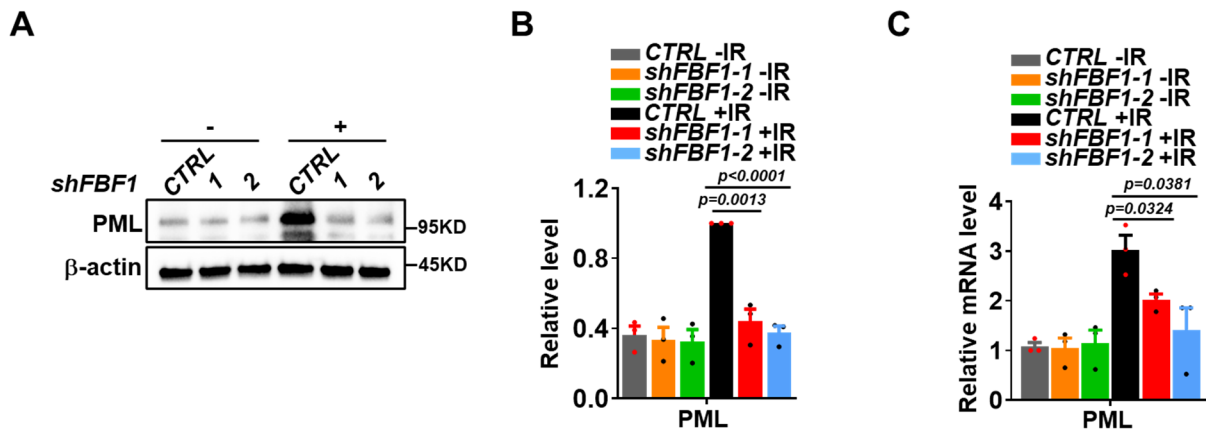 A
- +
shFBF1 CTRL 1 2 CTRL 1 2
PML
95KD
β-actin
45KD
B
CTRL -IR
shFBF1-1 -IR
shFBF1-2 -IR
CTRL +IR
shFBF1-1 +IR
shFBF1-2 +IR
p<0.0001
p=0.0013
Relative level
1.2
0.8
0.4
0.0
PML
C
CTRL -IR
shFBF1-1 -IR
shFBF1-2 -IR
CTRL +IR
shFBF1-1 +IR
shFBF1-2 +IR
p=0.0381
p=0.0324
Relative mRNA level
4
3
2
1
0
PML